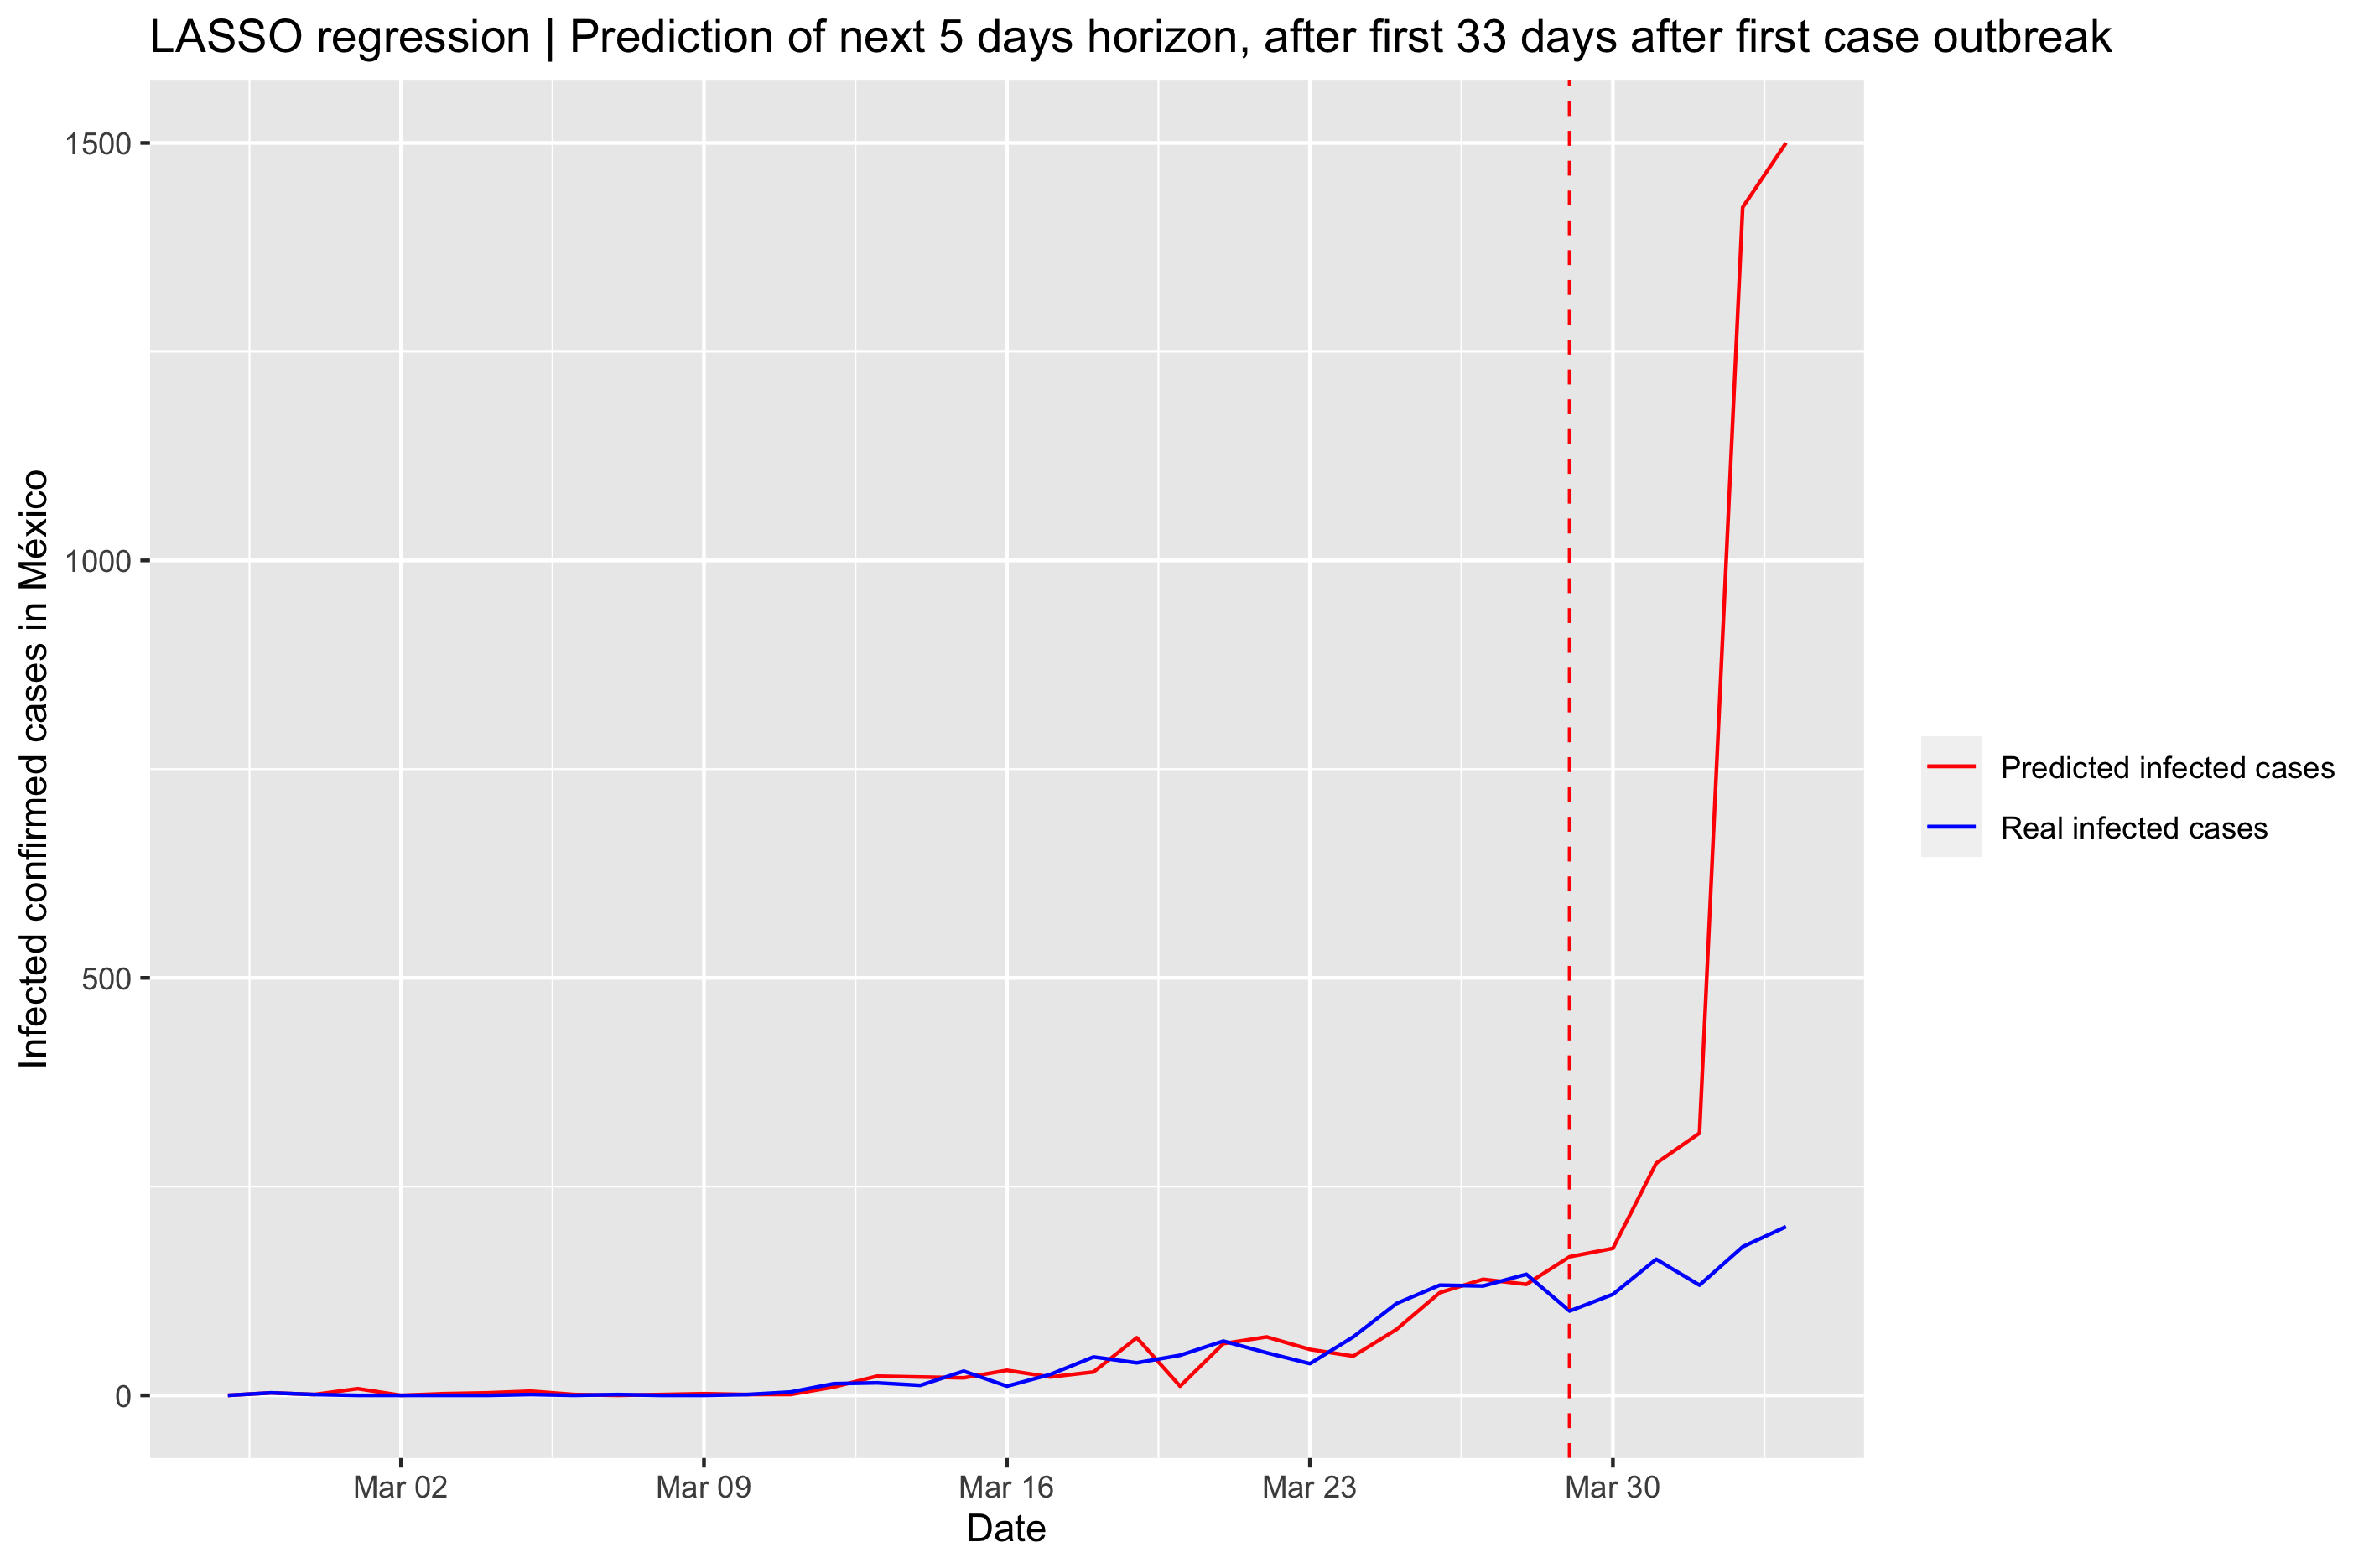 LASSO regression | Prediction of next 5 days horizon, after first 33 days after first case outbreak
Infected confirmed cases in México
1500
1000
500
0
Mar 02
Mar 09
Mar 16
Mar 23
Mar 30
Date
Predicted infected cases
Real infected cases